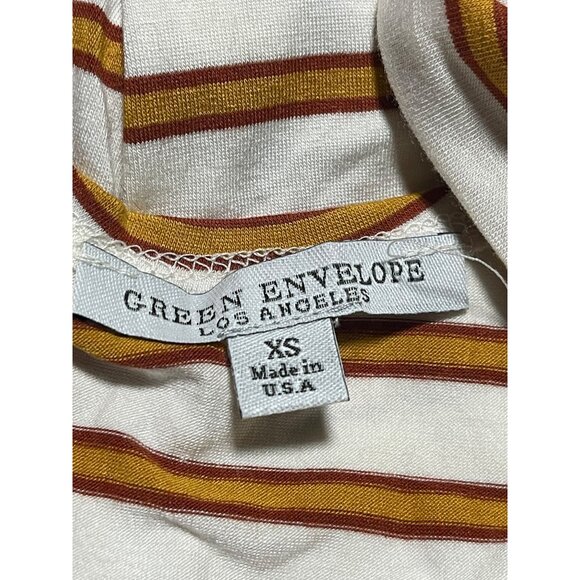 GREEN ENVELOPE
LOS ANGELES
XS
Made in
U.S.A